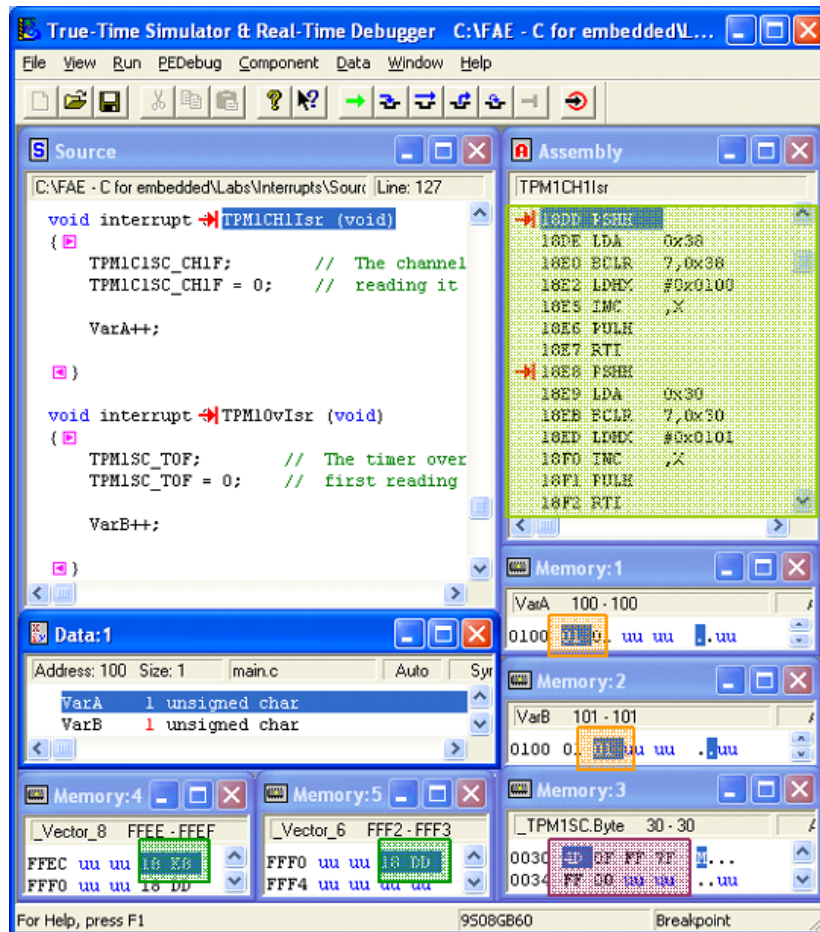 True-Time Simulator & Real-Time Debugger C:\FAE - C for embedded\L...
File View Run PEDebug Component Data Window Help
Source
C:\FAE - C for embedded\Labs\Interrupts\Sourc Line: 127
void interrupt TPM1CH1Isr (void)
{
TPM1C1SC_CH1F; // The channel
TPM1C1SC_CH1F = 0; // reading it
VarA++;
}
void interrupt TPM1OvIsr (void)
{
TPM1SC_TOF; // The timer over
TPM1SC_TOF = 0; // first reading
VarB++;
}
Assembly
TPM1CH1Isr
18DD PSHH
18DE LDA 0x38
18E0 BCLR 7,0x38
18E2 LDHX #0x0100
18E5 INC ,X
18E6 PULH
18E7 RTI
18E8 PSHH
18E9 LDA 0x30
18EB BCLR 7,0x30
18ED LDHX #0x0101
18F0 INC ,X
18F1 PULH
18F2 RTI
Memory:1
VarA 100 - 100
0100 01 01 uu uu ..uu
Data:1
Address: 100 Size: 1 main.c Auto Syr
VarA 1 unsigned char
VarB 1 unsigned char
Memory:2
VarB 101 - 101
0100 01 01 uu uu ..uu
Memory:4
_Vector_8 FFEE - FFEF
FFEC uu uu 18 E8
FFF0 uu uu 18 DD
Memory:5
_Vector_6 FFF2 - FFF3
FFF0 uu uu 18 DD
FFF4 uu uu uu uu
Memory:3
_TPM1SC.Byte 30 - 30
0030 4D 0F FF 7F M...
0034 FF 00 uu uu ..uu
For Help, press F1 9S08GB60 Breakpoint